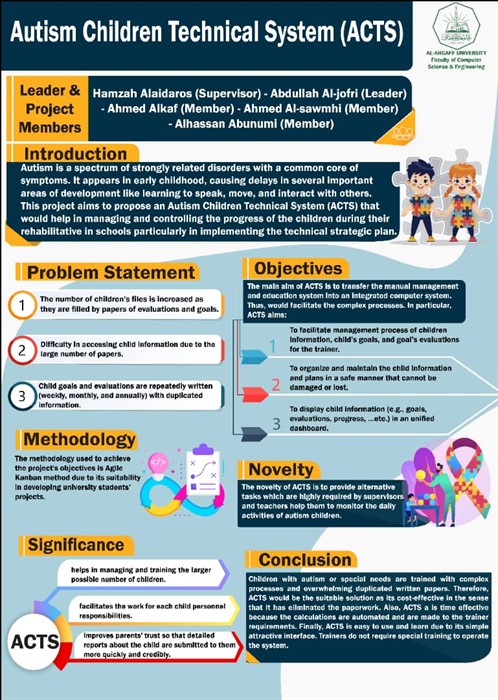 Autism Children Technical System (ACTS)
AL-AHGAFF UNIVERSITY
Faculty of Computer
Science & Engineering
Leader &
Project
Members
Hamzah Alaidaros (Supervisor) - Abdullah Al-jofri (Leader)
- Ahmed Alkaf (Member) - Ahmed Al-sawmhi (Member)
- Alhassan Abunumi (Member)
Introduction
Autism is a spectrum of strongly related disorders with a common core of
symptoms. It appears in early childhood, causing delays in several important
areas of development like learning to speak, move, and interact with others.
This project aims to propose an Autism Children Technical System (ACTS) that
would help in managing and controlling the progress of the children during their
rehabilitative in schools particularly in implementing the technical strategic plan.
Problem Statement
1
The number of children's files is increased as
they are filled by papers of evaluations and goals.
2
Difficulty in accessing child information due to the
large number of papers.
3
Child goals and evaluations are repeatedly written
(weekly, monthly, and annually) with duplicated
information.
Objectives
The main aim of ACTS is to transfer the manual management
and education system into an integrated computer system.
Thus, would facilitate the complex processes. In particular,
ACTS aims:
1
To facilitate management process of children
information, child's goals, and goal's evaluations
for the trainer.
2
To organize and maintain the child information
and plans in a safe manner that cannot be
damaged or lost.
3
To display child information (e.g., goals,
evaluations, progress, ...etc.) in an unified
dashboard.
Methodology
The methodology used to achieve
the project's objectives is Agile
Kanban method due to its suitability
in developing university students'
projects.
Novelty
The novelty of ACTS is to provide alternative
tasks which are highly required by supervisors
and teachers help them to monitor the daily
activities of autism children.
Significance
ACTS
helps in managing and training the larger
possible number of children.
facilitates the work for each child personnel
responsibilities.
Improves parents' trust so that detailed
reports about the child are submitted to them
more quickly and credibly.
Conclusion
Children with autism or special needs are trained with complex
processes and overwhelming duplicated written papers. Therefore,
ACTS would be the suitable solution as its cost-effective in the sense
that it has eliminated the paperwork. Also, ACTS a is time effective
because the calculations are automated and are made to the trainer
requirements. Finally, ACTS is easy to use and learn due to its simple
attractive interface. Trainers do not require special training to operate
the system.